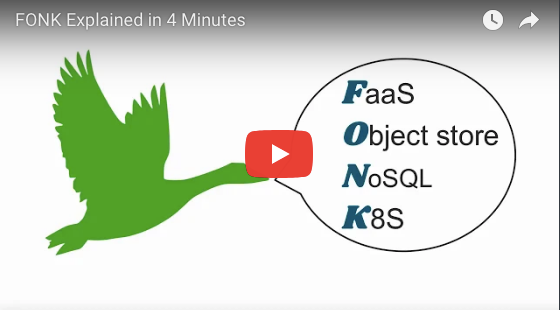 FONK Explained in 4 Minutes
FaaS
Object store
NoSQL
K8S